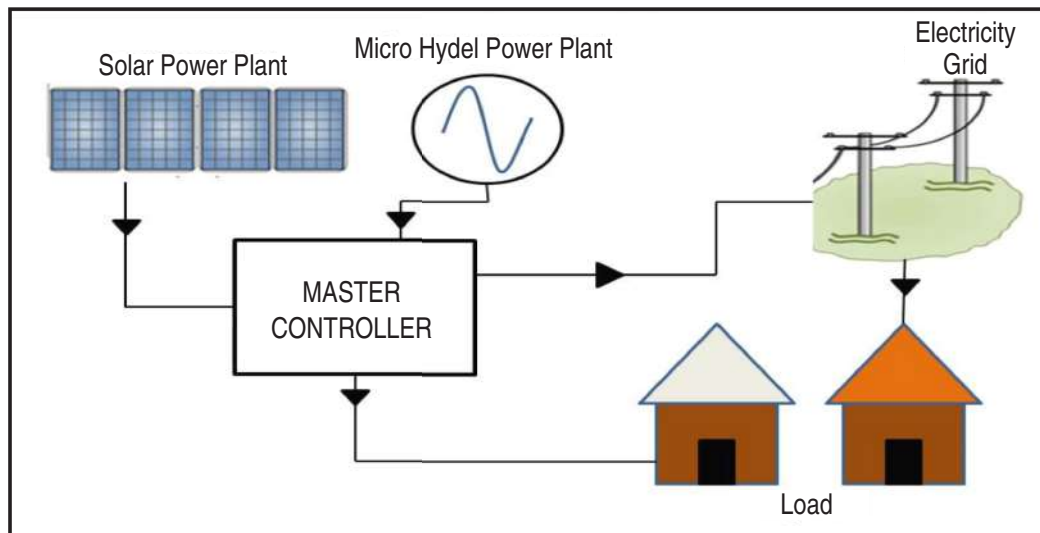 Solar Power Plant
Micro Hydel Power Plant
Electricity
Grid
MASTER
CONTROLLER
Load